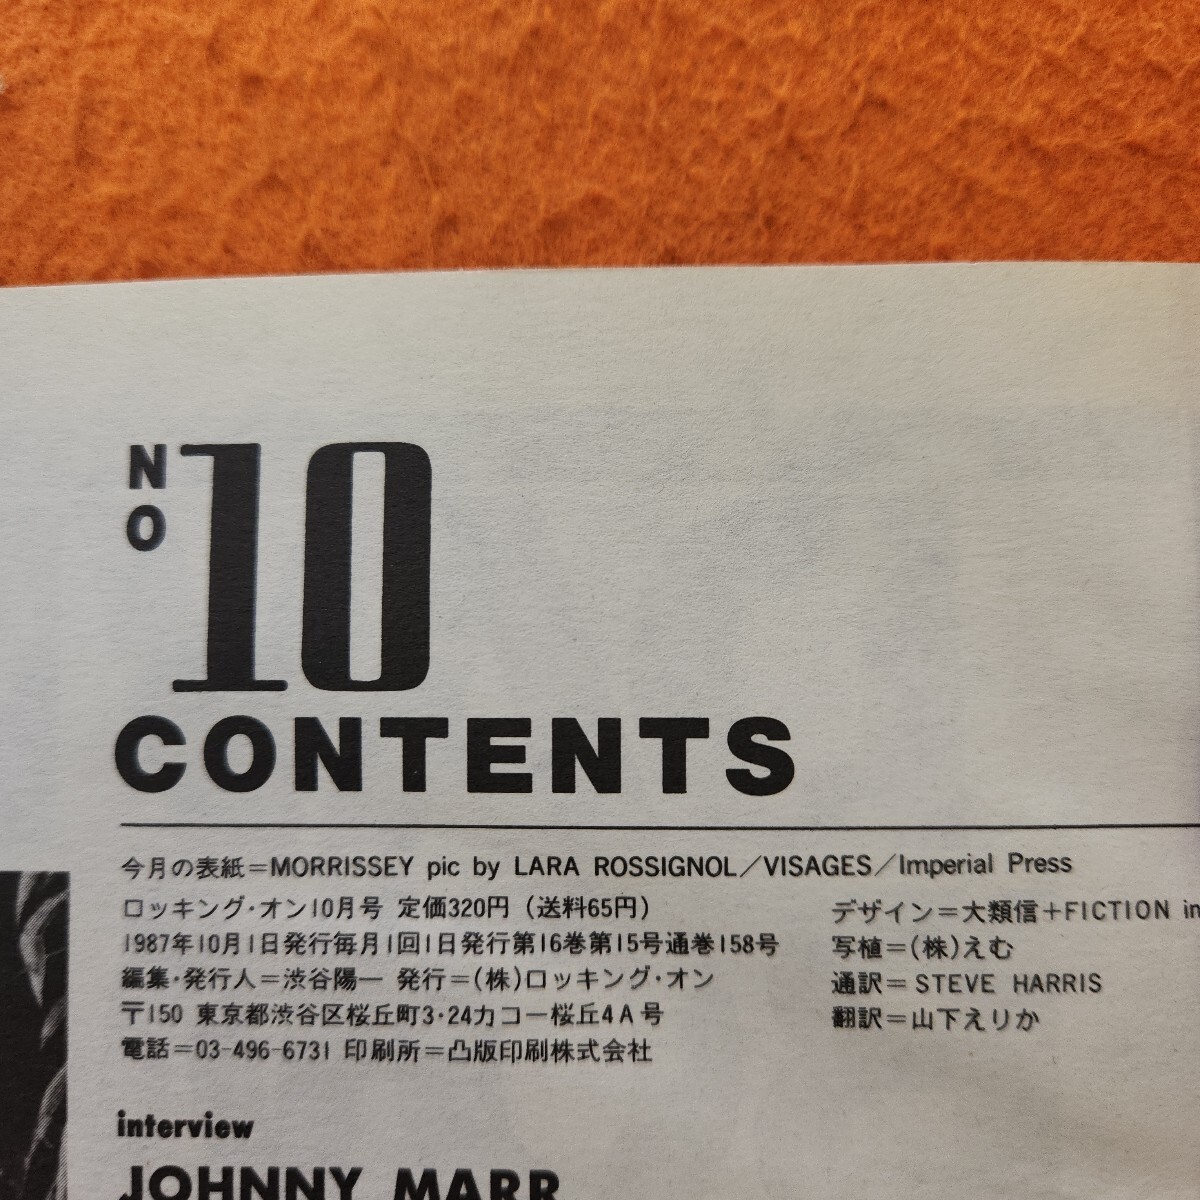 NO 10
CONTENTS
今月の表紙=MORRISSEY pic by LARA ROSSIGNOL/VISAGES/Imperial Press
ロッキング・オン10月号 定価320円(送料65円)
1987年10月1日発行毎月1回1日発行第16巻第15号通巻158号
編集・発行人=渋谷陽一 発行=(株)ロッキング・オン
〒150 東京都渋谷区桜丘町3・24カコー桜丘4A号
電話=03-496-6731 印刷所=凸版印刷株式会社
デザイン=大類信+FICTION in
写植=(株)えむ
通訳=STEVE HARRIS
翻訳=山下えりか
interview
JOHNNY MARR